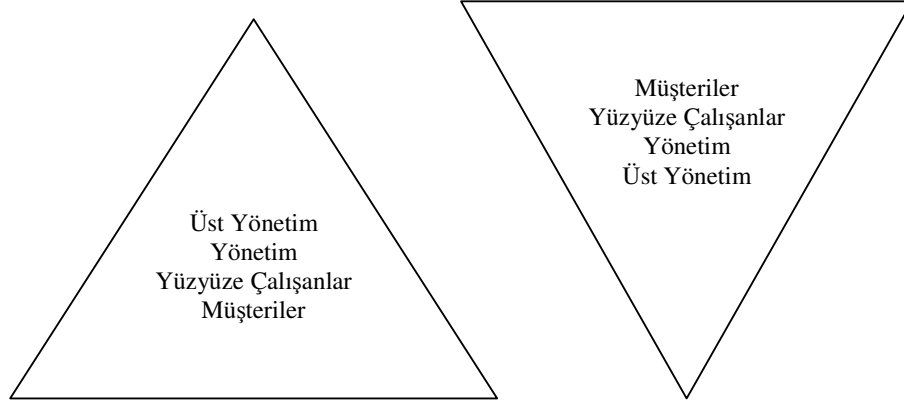 Üst Yönetim
Yönetim
Yüzyüze Çalışanlar
Müşteriler
Müşteriler
Yüzyüze Çalışanlar
Yönetim
Üst Yönetim